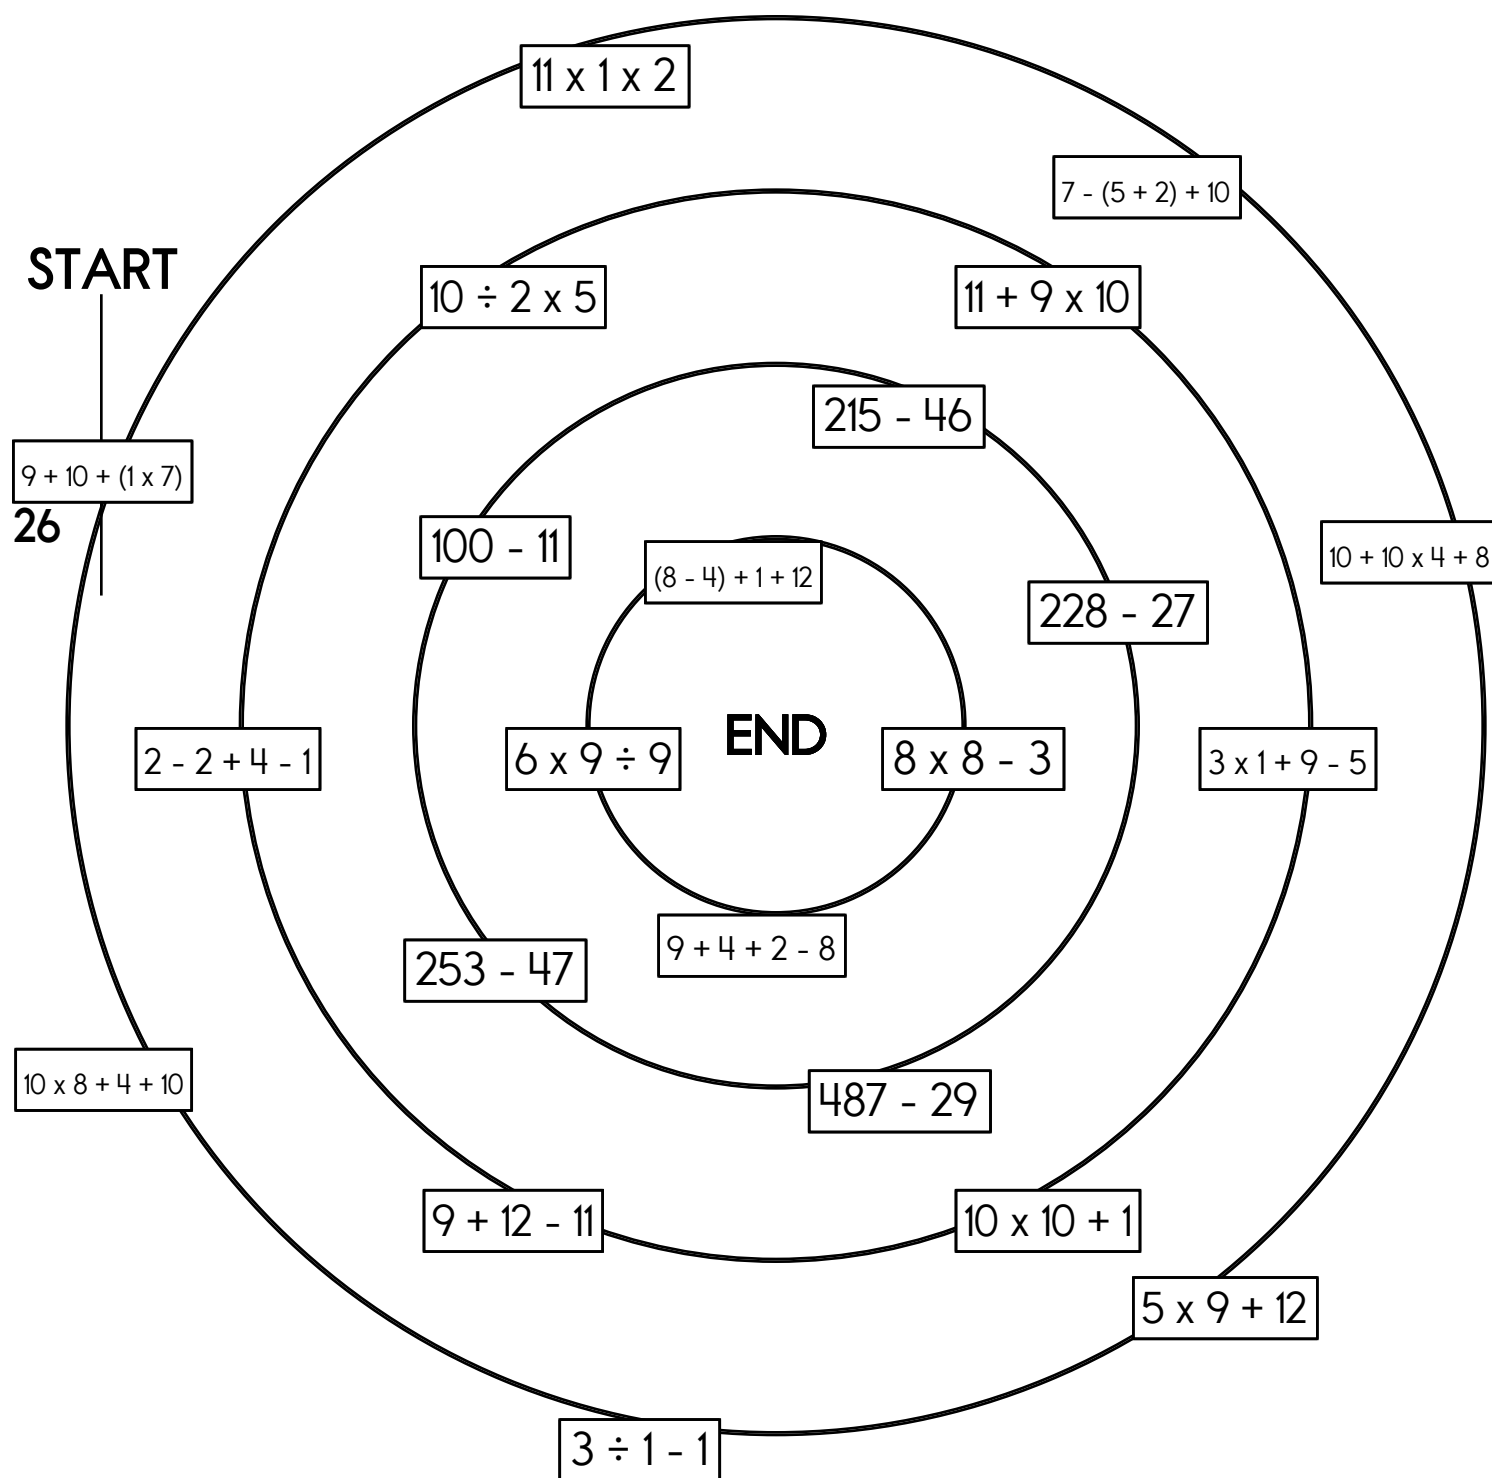 11 x 1 x 2
7 - (5 + 2) + 10
START
10 ÷ 2 x 5
11 + 9 x 10
215 - 46
9 + 10 + (1 x 7)
26
100 - 11
10 + 10 x 4 + 8
(8 - 4) + 1 + 12
228 - 27
END
2 - 2 + 4 - 1
6 x 9 ÷ 9
8 x 8 - 3
3 x 1 + 9 - 5
9 + 4 + 2 - 8
253 - 47
10 x 8 + 4 + 10
487 - 29
9 + 12 - 11
10 x 10 + 1
5 x 9 + 12
3 ÷ 1 - 1